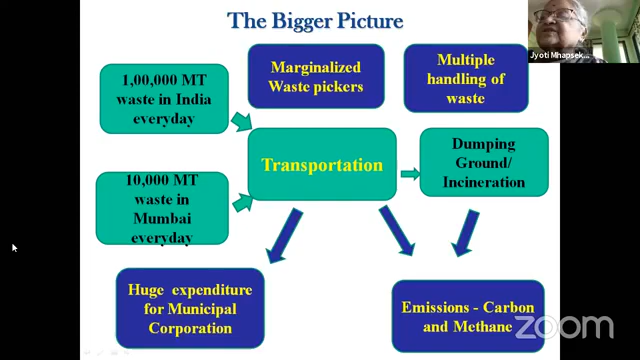 The Bigger Picture
Jyoti Mhapsek...
1,00,000 MT
waste in India
everyday
Marginalized
Waste pickers
Multiple
handling of
waste
Transportation
Dumping
Ground/
Incineration
10,000 MT
waste in
Mumbai
everyday
Huge expenditure
for Municipal
Corporation
Emissions - Carbon
and Methane
zoom